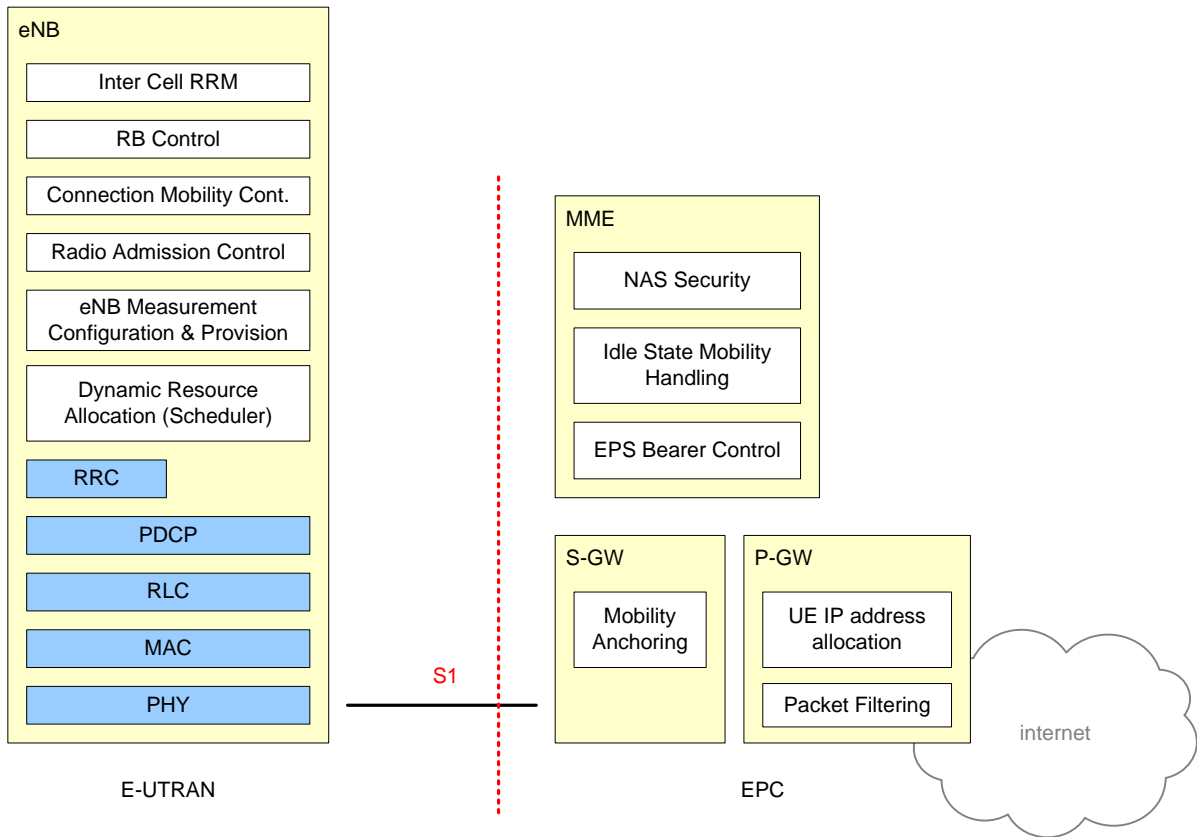 eNB
Inter Cell RRM
RB Control
Connection Mobility Cont.
Radio Admission Control
eNB Measurement
Configuration & Provision
Dynamic Resource
Allocation (Scheduler)
RRC
PDCP
RLC
MAC
PHY
S1
MME
NAS Security
Idle State Mobility
Handling
EPS Bearer Control
S-GW
Mobility
Anchoring
P-GW
UE IP address
allocation
Packet Filtering
internet
E-UTRAN
EPC